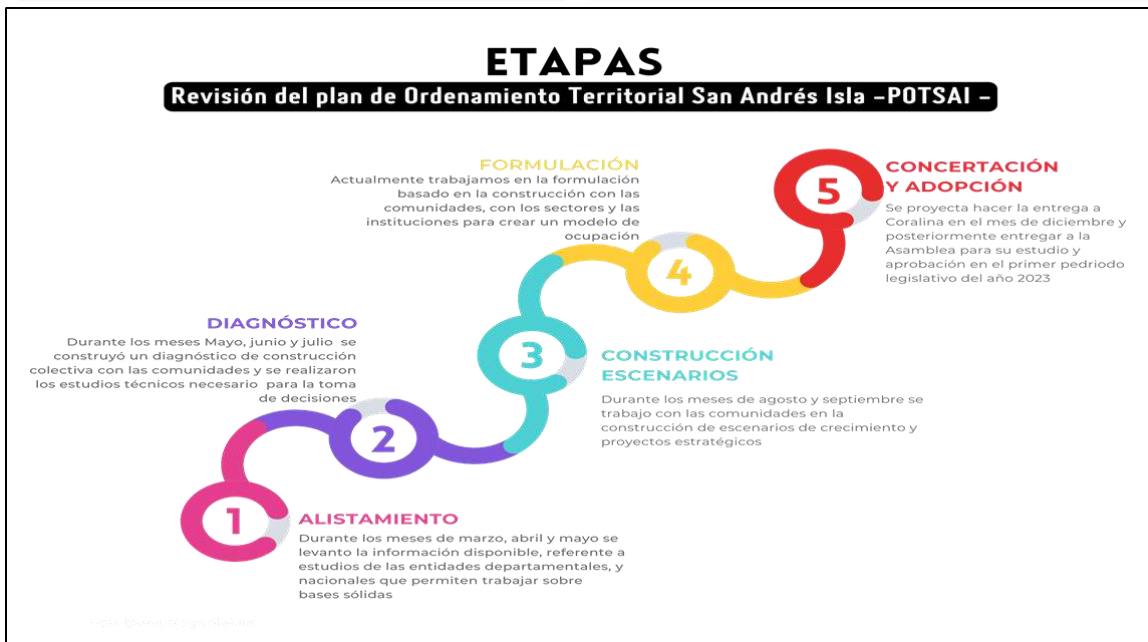 ETAPAS
Revisión del plan de Ordenamiento Territorial San Andrés Isla –POTSAI –
1
ALISTAMIENTO
Durante los meses de marzo, abril y mayo se
levanto la información disponible, referente a
estudios de las entidades departamentales, y
nacionales que permiten trabajar sobre
bases sólidas
2
DIAGNÓSTICO
Durante los meses Mayo, junio y julio se
construyó un diagnóstico de construcción
colectiva con las comunidades y se realizaron
los estudios técnicos necesario para la toma
de decisiones
3
CONSTRUCCIÓN
ESCENARIOS
Durante los meses de agosto y septiembre se
trabajo con las comunidades en la
construcción de escenarios de crecimiento y
proyectos estratégicos
4
FORMULACIÓN
Actualmente trabajamos en la formulación
basado en la construcción con las
comunidades, con los sectores y las
instituciones para crear un modelo de
ocupación
5
CONCERTACIÓN
Y ADOPCIÓN
Se proyecta hacer la entrega a
Coralina en el mes de diciembre y
posteriormente entregar a la
Asamblea para su estudio y
aprobación en el primer pedriodo
legislativo del año 2023